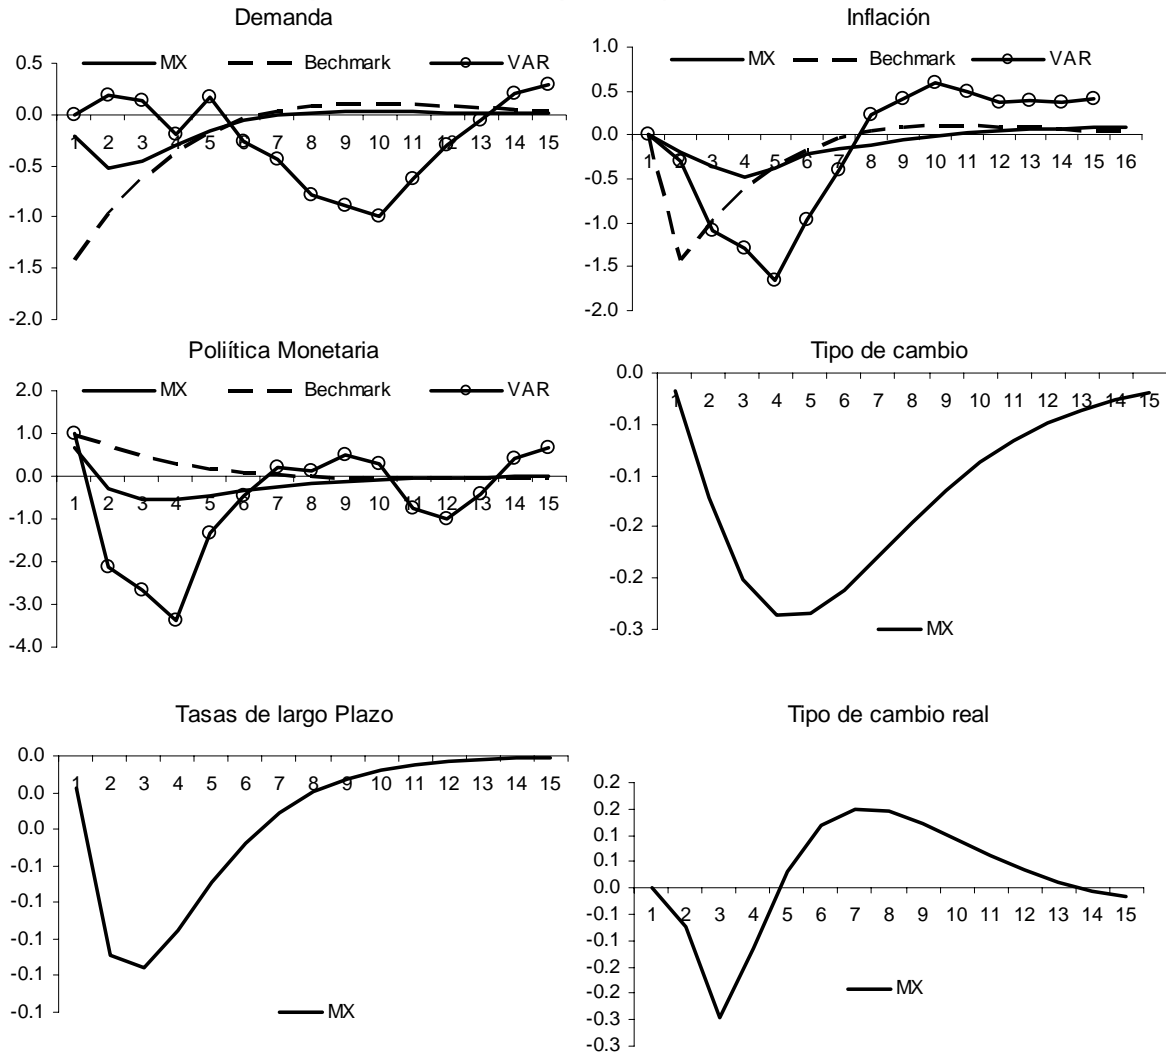 Demanda
MX Bechmark VAR
0.5
0.0
-0.5
-1.0
-1.5
-2.0
1 2 3 4 5 6 7 8 9 10 11 12 13 14 15
Inflación
MX Bechmark VAR
1.0
0.5
0.0
-0.5
-1.0
-1.5
-2.0
1 2 3 4 5 6 7 8 9 10 11 12 13 14 15 16
Poliítica Monetaria
MX Bechmark VAR
2.0
1.0
0.0
-1.0
-2.0
-3.0
-4.0
1 2 3 4 5 6 7 8 9 10 11 12 13 14 15
Tipo de cambio
0.0
-0.1
-0.1
-0.2
-0.2
-0.3
1 2 3 4 5 6 7 8 9 10 11 12 13 14 15
MX
Tasas de largo Plazo
0.0
0.0
0.0
-0.1
-0.1
-0.1
-0.1
-0.1
1 2 3 4 5 6 7 8 9 10 11 12 13 14 15
MX
Tipo de cambio real
0.2
0.2
0.1
0.1
0.0
-0.1
-0.1
-0.2
-0.2
-0.3
-0.3
1 2 3 4 5 6 7 8 9 10 11 12 13 14 15
MX